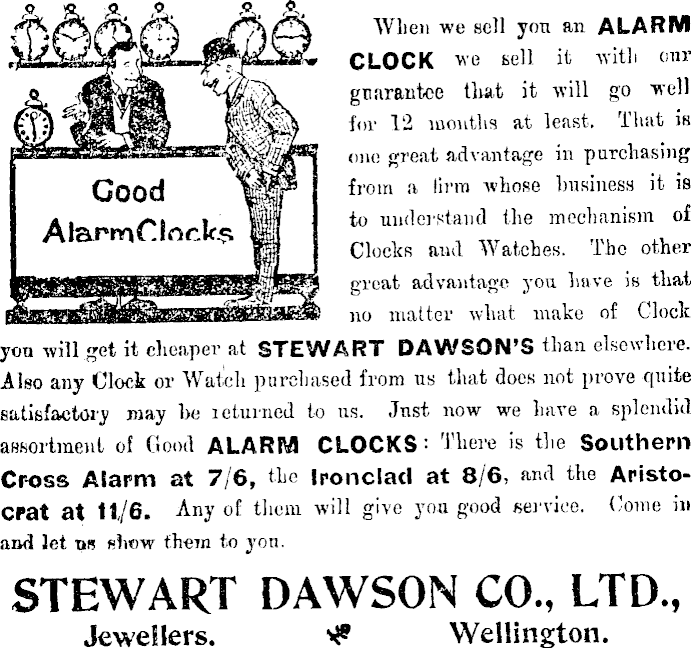 Good
Alarm Clocks
When we sell you an ALARM
CLOCK we sell it with our
guarantee that it will go well
for 12 months at least. That is
one great advantage in purchasing
from a firm whose business it is
to understand the mechanism of
Clocks and Watches. The other
great advantage you have is that
no matter what make of Clock
you will get it cheaper at STEWART DAWSON'S than elsewhere.
Also any Clock or Watch purchased from us that does not prove quite
satisfactory may be returned to us. Just now we have a splendid
assortment of Good ALARM CLOCKS: There is the Southern
Cross Alarm at 7/6, the Ironclad at 8/6, and the Aristo-
crat at 11/6. Any of them will give you good service. Come in
and let us show them to you.
STEWART DAWSON CO., LTD.,
Jewellers. Wellington.